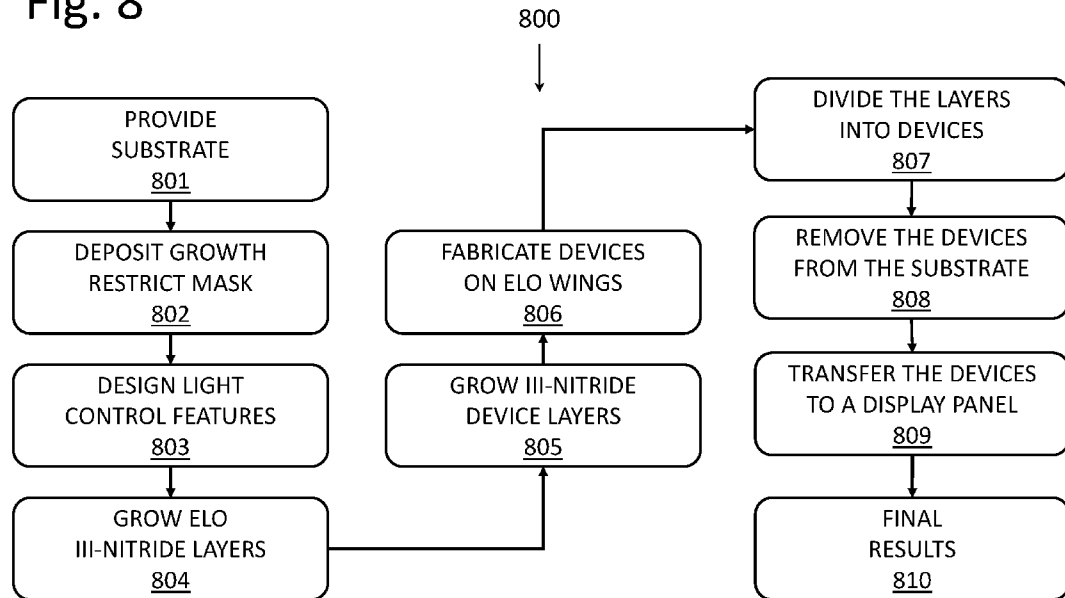 Fig. 8
800
PROVIDE
SUBSTRATE
801
DEPOSIT GROWTH
RESTRICT MASK
802
DESIGN LIGHT
CONTROL FEATURES
803
GROW ELO
III-NITRIDE LAYERS
804
GROW III-NITRIDE
DEVICE LAYERS
805
FABRICATE DEVICES
ON ELO WINGS
806
DIVIDE THE LAYERS
INTO DEVICES
807
REMOVE THE DEVICES
FROM THE SUBSTRATE
808
TRANSFER THE DEVICES
TO A DISPLAY PANEL
809
FINAL
RESULTS
810